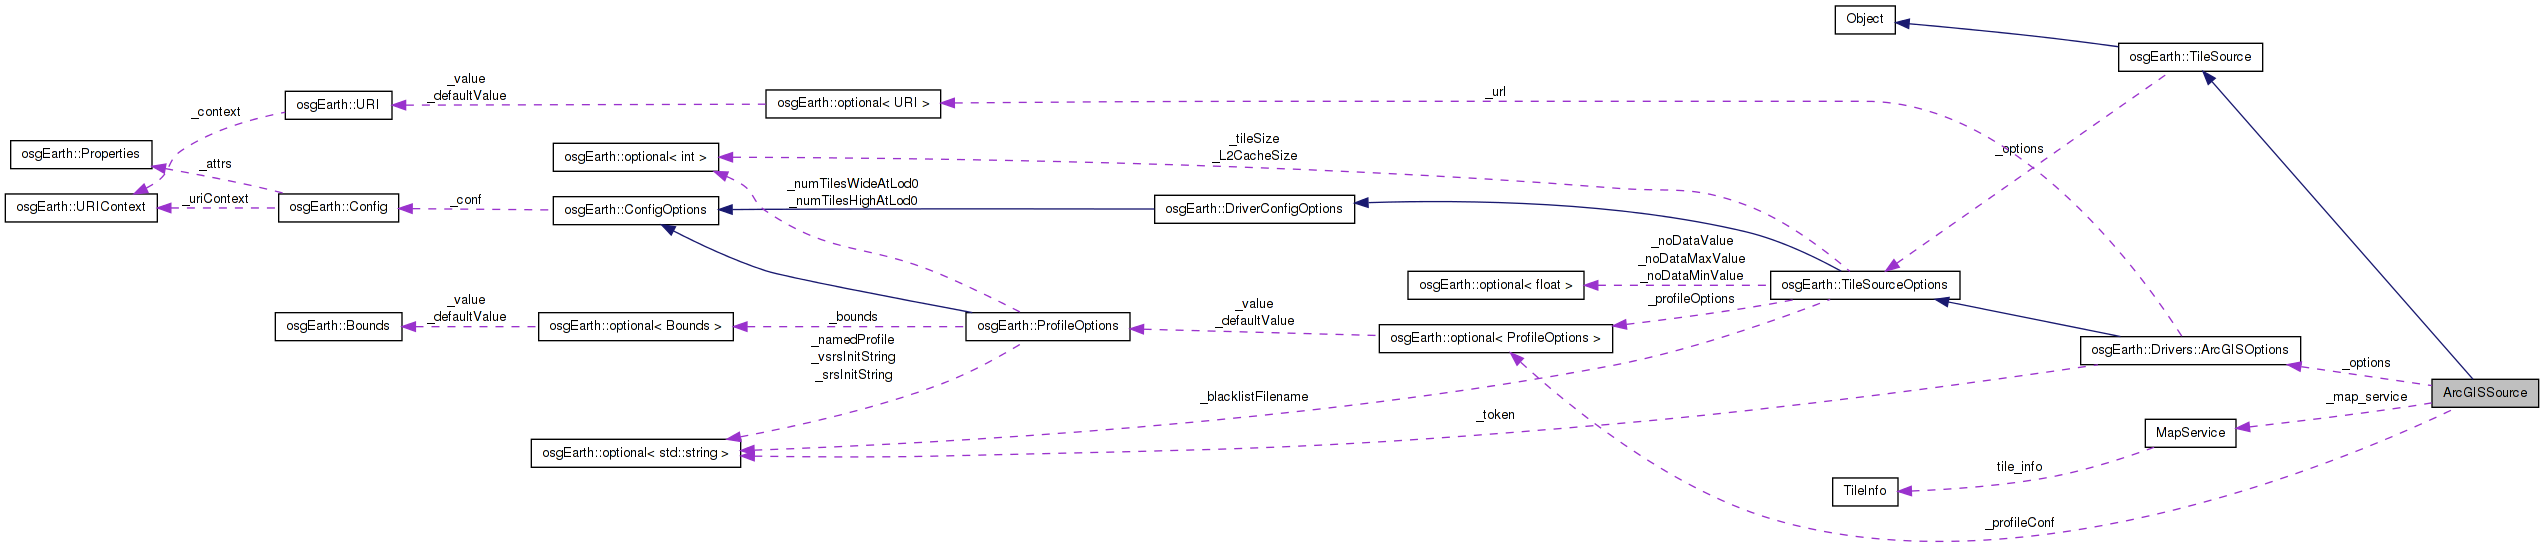 Object
osgEarth::TileSource
_value
_defaultValue
_url
osgEarth::URI
osgEarth::optional< URI >
_context
_tileSize
_L2CacheSize
osgEarth::Properties
_attrs
osgEarth::optional< int >
_options
_numTilesWideAtLod0
_numTilesHighAtLod0
osgEarth::URIContext
_uriContext
osgEarth::Config
_conf
osgEarth::ConfigOptions
osgEarth::DriverConfigOptions
_noDataValue
_noDataMaxValue
_noDataMinValue
osgEarth::optional< float >
osgEarth::TileSourceOptions
_profileOptions
_value
_defaultValue
osgEarth::Bounds
osgEarth::optional< Bounds >
_bounds
osgEarth::ProfileOptions
_value
_defaultValue
osgEarth::optional< ProfileOptions >
_namedProfile
_vsrsInitString
_srsInitString
osgEarth::Drivers::ArcGISOptions
_options
ArcGISSource
_blacklistFilename
_map_service
_token
MapService
osgEarth::optional< std::string >
tile_info
TileInfo
_profileConf